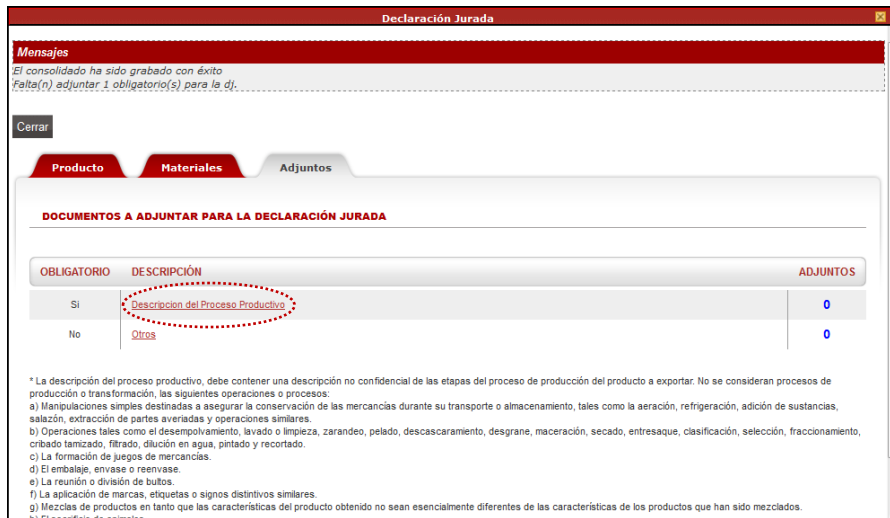 Declaración Jurada
Mensajes
El consolidado ha sido grabado con éxito
Falta(n) adjuntar 1 obligatorio(s) para la dj.
Cerrar
Producto Materiales Adjuntos
DOCUMENTOS A ADJUNTAR PARA LA DECLARACIÓN JURADA
OBLIGATORIO DESCRIPCIÓN ADJUNTOS
Si Descripcion del Proceso Productivo 0
No Otros 0
* La descripción del proceso productivo, debe contener una descripción no confidencial de las etapas del proceso de producción del producto a exportar. No se consideran procesos de
producción o transformación, las siguientes operaciones o procesos:
a) Manipulaciones simples destinadas a asegurar la conservación de las mercancías durante su transporte o almacenamiento, tales como la aeración, refrigeración, adición de sustancias,
salazón, extracción de partes averiadas y operaciones similares.
b) Operaciones tales como el desempolvamiento, lavado o limpieza, zarandeo, pelado, descascaramiento, desgrane, maceración, secado, entresaque, clasificación, selección, fraccionamiento,
cribado tamizado, filtrado, dilución en agua, pintado y recortado.
c) La formación de juegos de mercancías.
d) El embalaje, envase o reenvase.
e) La reunión o división de bultos.
f) La aplicación de marcas, etiquetas o signos distintivos similares.
g) Mezclas de productos en tanto que las características del producto obtenido no sean esencialmente diferentes de las características de los productos que han sido mezclados.